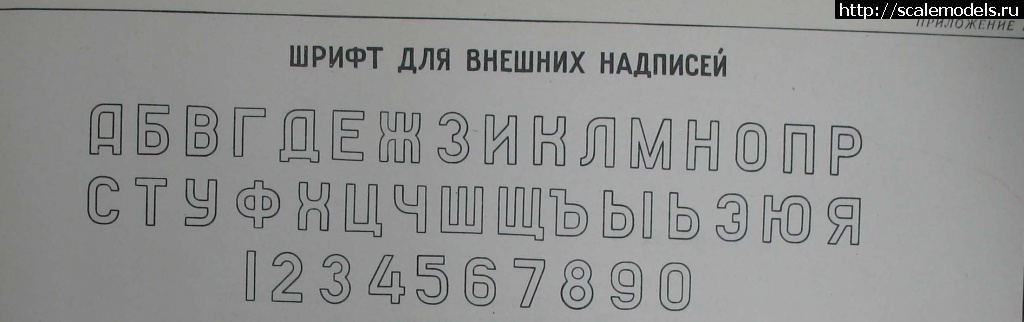 http://scalemodels.ru
ПРИЛОЖЕНИЕ
ШРИФТ ДЛЯ ВНЕШНИХ НАДПИСЕЙ
АБВГДЕЖЗИКЛМНОПР
СТУФХЦЧШЩЪЫЬЭЮЯ
1234567890